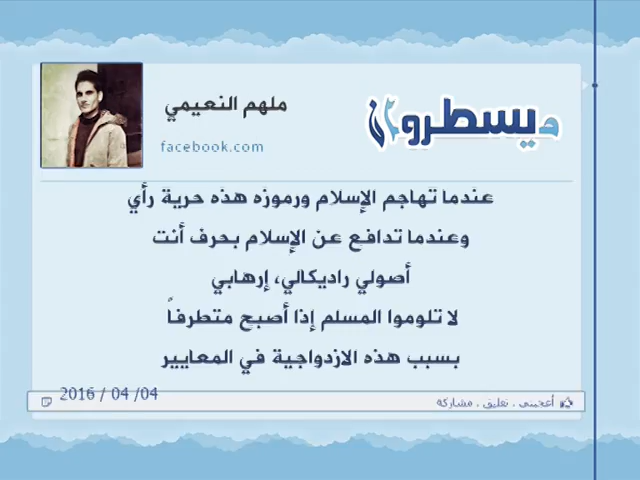 ملهم النعيمي
يسطرون
facebook.com
عندما تهاجم الإسلام ورموزه هذه حرية رأي
وعندما تدافع عن الإسلام بحرف أنت
أصولي راديكالي، إرهابي
لا تلوموا المسلم إذا أصبح متطرفاً
بسبب هذه الازدواجية في المعايير
2016 / 04 /04
أعجبني . تعليق . مشاركة